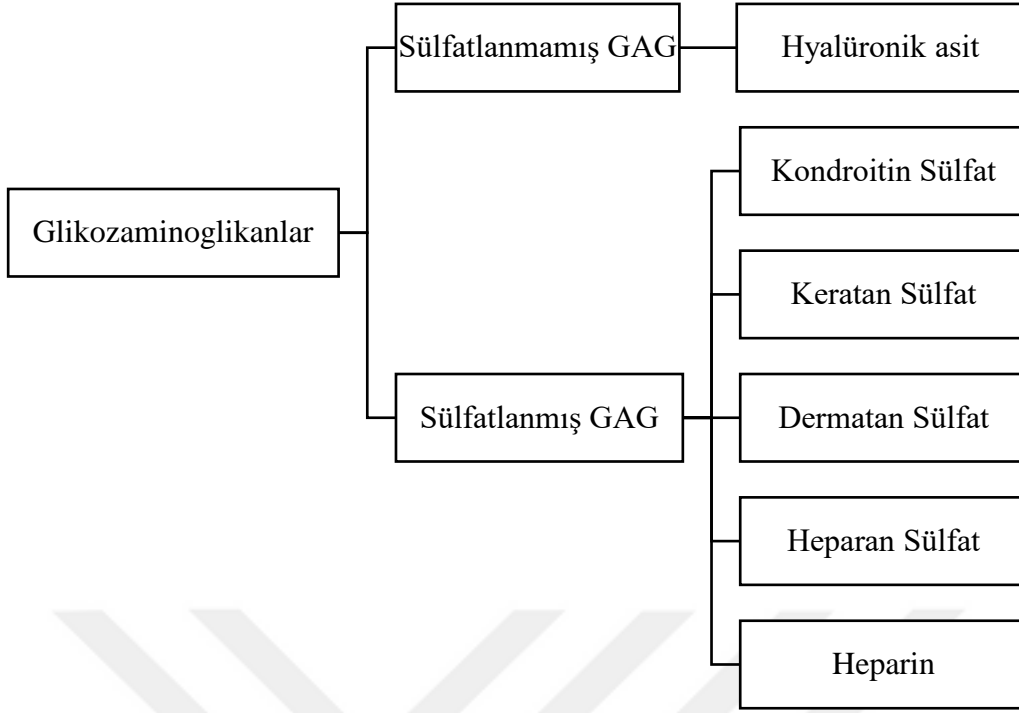 Sülfatlanmamış GAG
Hyalüronik asit
Kondroitin Sülfat
Glikozaminoglikanlar
Keratan Sülfat
Sülfatlanmış GAG
Dermatan Sülfat
Heparan Sülfat
Heparin